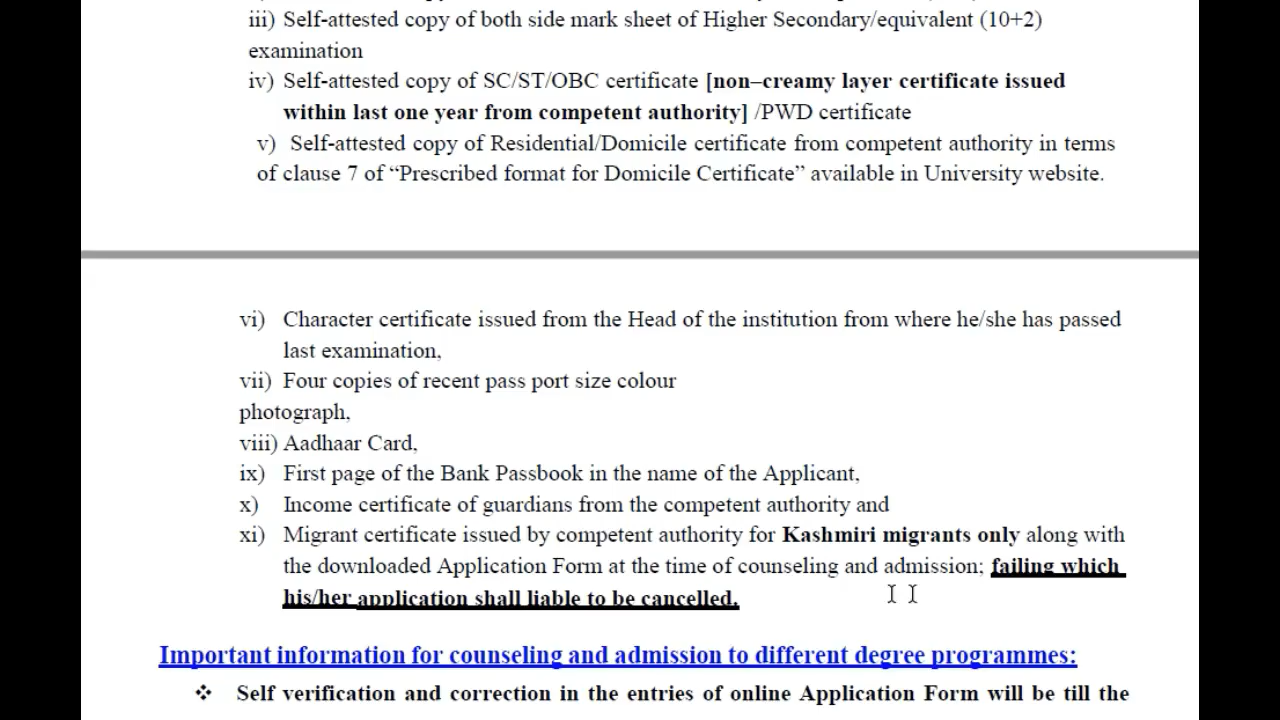 iii) Self-attested copy of both side mark sheet of Higher Secondary/equivalent (10+2)
examination
iv) Self-attested copy of SC/ST/OBC certificate [non–creamy layer certificate issued
within last one year from competent authority] /PWD certificate
v) Self-attested copy of Residential/Domicile certificate from competent authority in terms
of clause 7 of “Prescribed format for Domicile Certificate” available in University website.
vi) Character certificate issued from the Head of the institution from where he/she has passed
last examination,
vii) Four copies of recent pass port size colour
photograph,
viii) Aadhaar Card,
ix) First page of the Bank Passbook in the name of the Applicant,
x) Income certificate of guardians from the competent authority and
xi) Migrant certificate issued by competent authority for Kashmiri migrants only along with
the downloaded Application Form at the time of counseling and admission; failing which
his/her application shall liable to be cancelled.
Important information for counseling and admission to different degree programmes:
❖ Self verification and correction in the entries of online Application Form will be till the